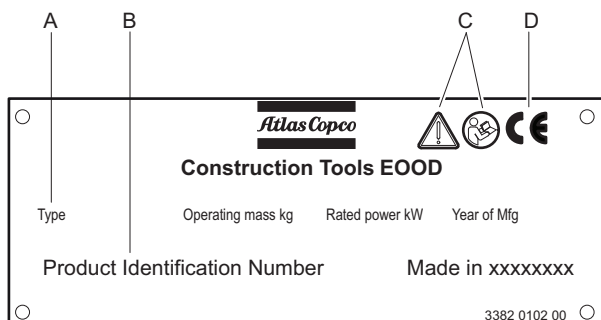 A B C D
Atlas Copco
CE
Construction Tools EOOD
Type Operating mass kg Rated power kW Year of Mfg
Product Identification Number Made in xxxxxxxx
3382 0102 00